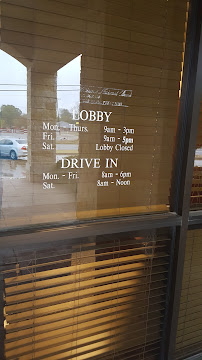 LOBBY
Mon. - Thurs. 9am - 3pm
Fri. 9am - 5pm
Sat. Lobby Closed
DRIVE IN
Mon. - Fri. 8am - 6pm
Sat. 8am - Noon